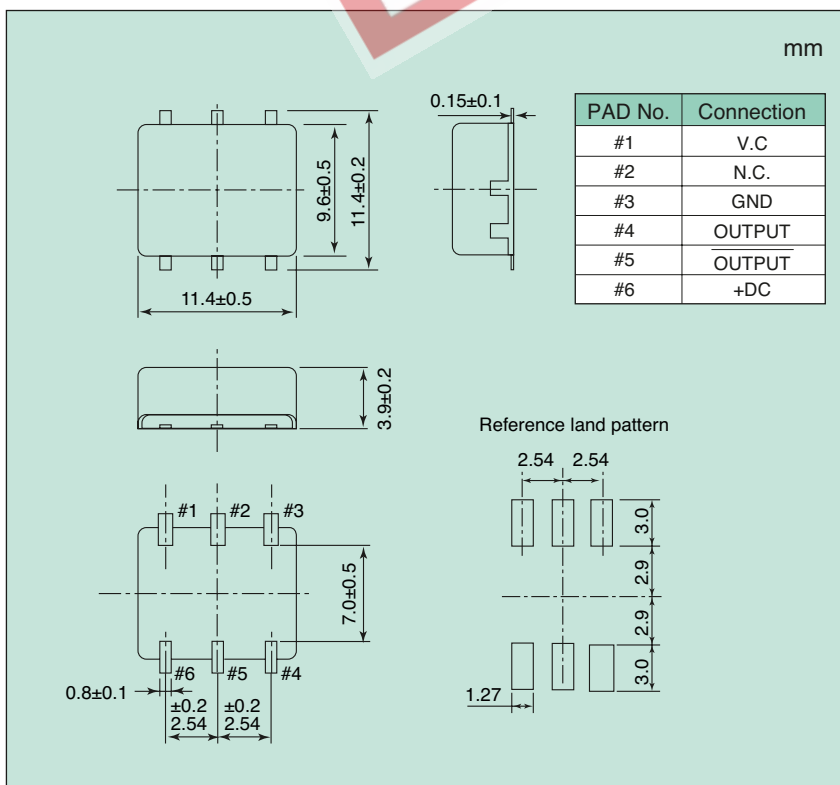 mm
0.15±0.1
9.6±0.5
11.4±0.2
11.4±0.5
PAD No. Connection
#1 V.C
#2 N.C.
#3 GND
#4 OUTPUT
#5 OUTPUT
#6 +DC
3.9±0.2
Reference land pattern
2.54 2.54
3.0
2.9
2.9
3.0
1.27
#1 #2 #3
7.0±0.5
#6 #5 #4
0.8±0.1
±0.2 ±0.2
2.54 2.54